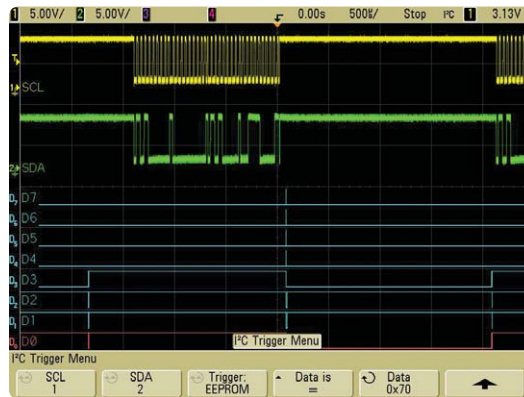 1 5.00V/ 2 5.00V/ 3 4 0.00s 500%/ Stop I²C 1 3.13V
SCL
SDA
D7
D6
D5
D4
D3
D2
D1
D0
I²C Trigger Menu
I²C Trigger Menu
SCL
1
SDA
2
Trigger:
EEPROM
Data is
=
Data
0x70